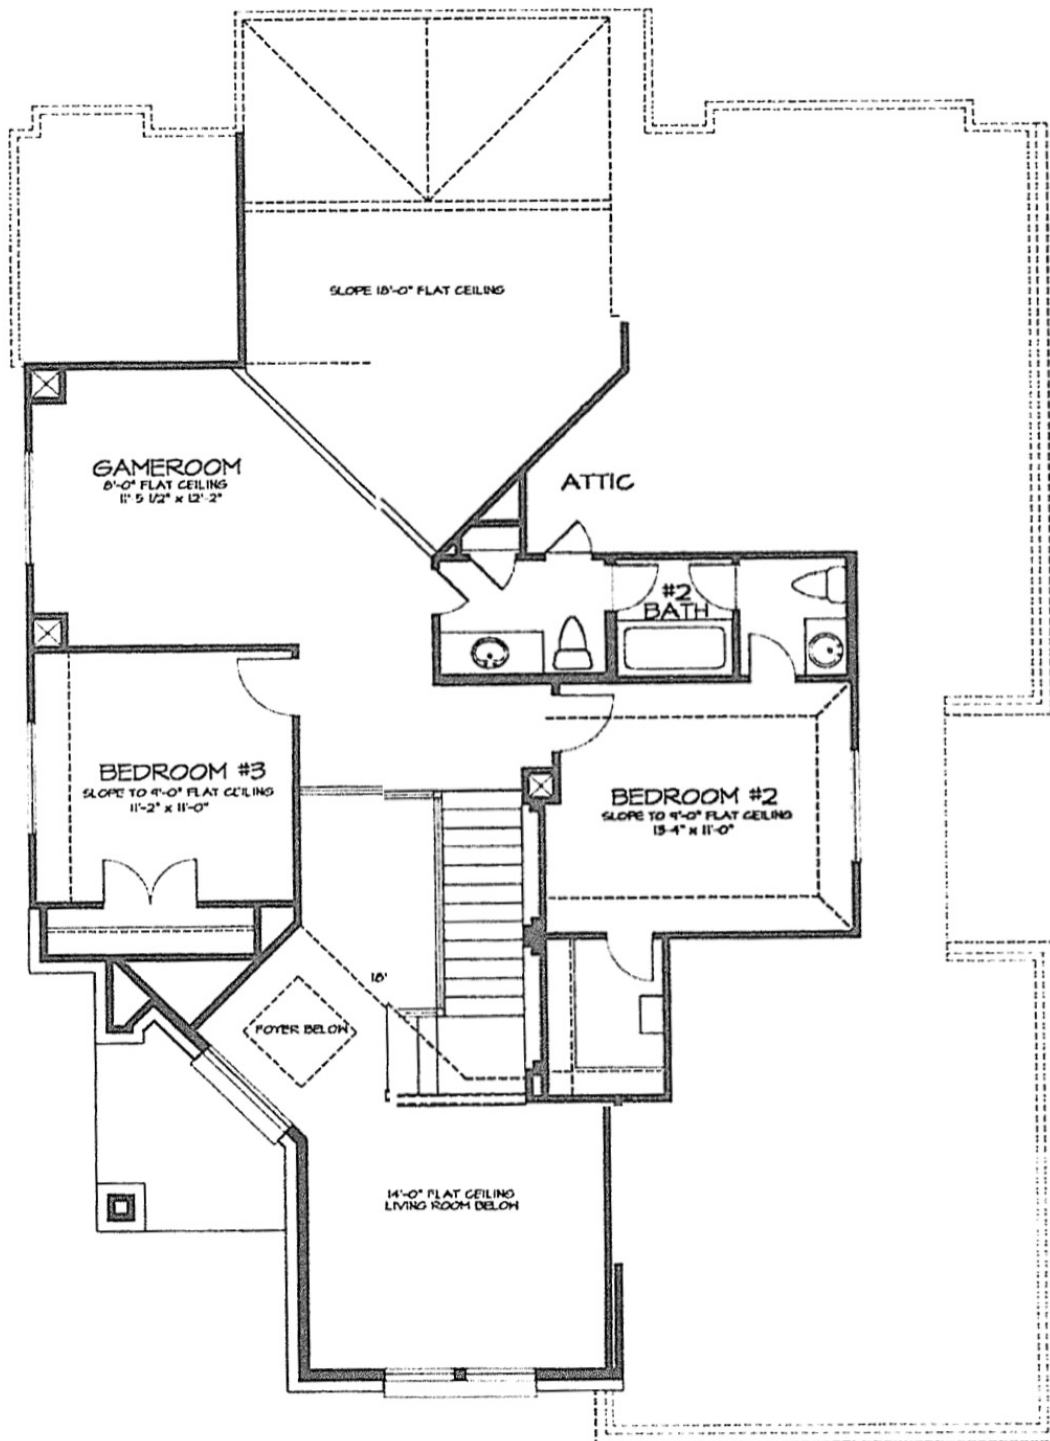 SLOPE 18'-0" FLAT CEILING
GAMEROOM
8'-0" FLAT CEILING
11'-5 1/2" x 12'-2"
ATTIC
#2
BATH
BEDROOM #3
SLOPE TO 9'-0" FLAT CEILING
11'-2" x 11'-0"
BEDROOM #2
SLOPE TO 9'-0" FLAT CEILING
13'-4" x 11'-0"
18'
FOYER BELOW
14'-0" FLAT CEILING
LIVING ROOM BELOW